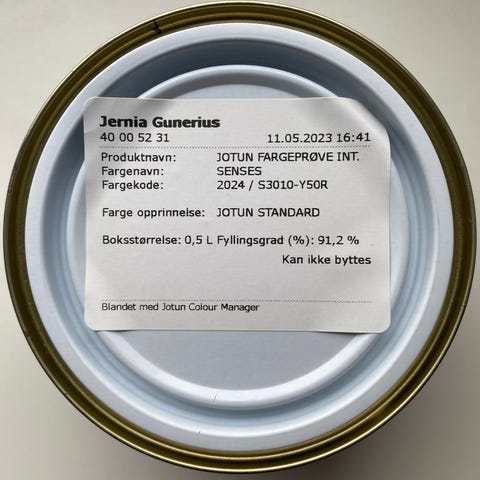 Jernia Gunerius
40 00 52 31 11.05.2023 16:41
Produktnavn: JOTUN FARGEPRØVE INT.
Fargenavn: SENSES
Fargekode: 2024 / S3010-Y50R
Farge opprinnelse: JOTUN STANDARD
Boksstørrelse: 0,5 L Fyllingsgrad (%): 91,2 %
Kan ikke byttes
Blandet med Jotun Colour Manager